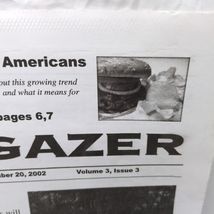 Americans
out this growing trend
and what it means for
pages 6,7
GAZER
ber 20, 2002 Volume 3, Issue 3
will